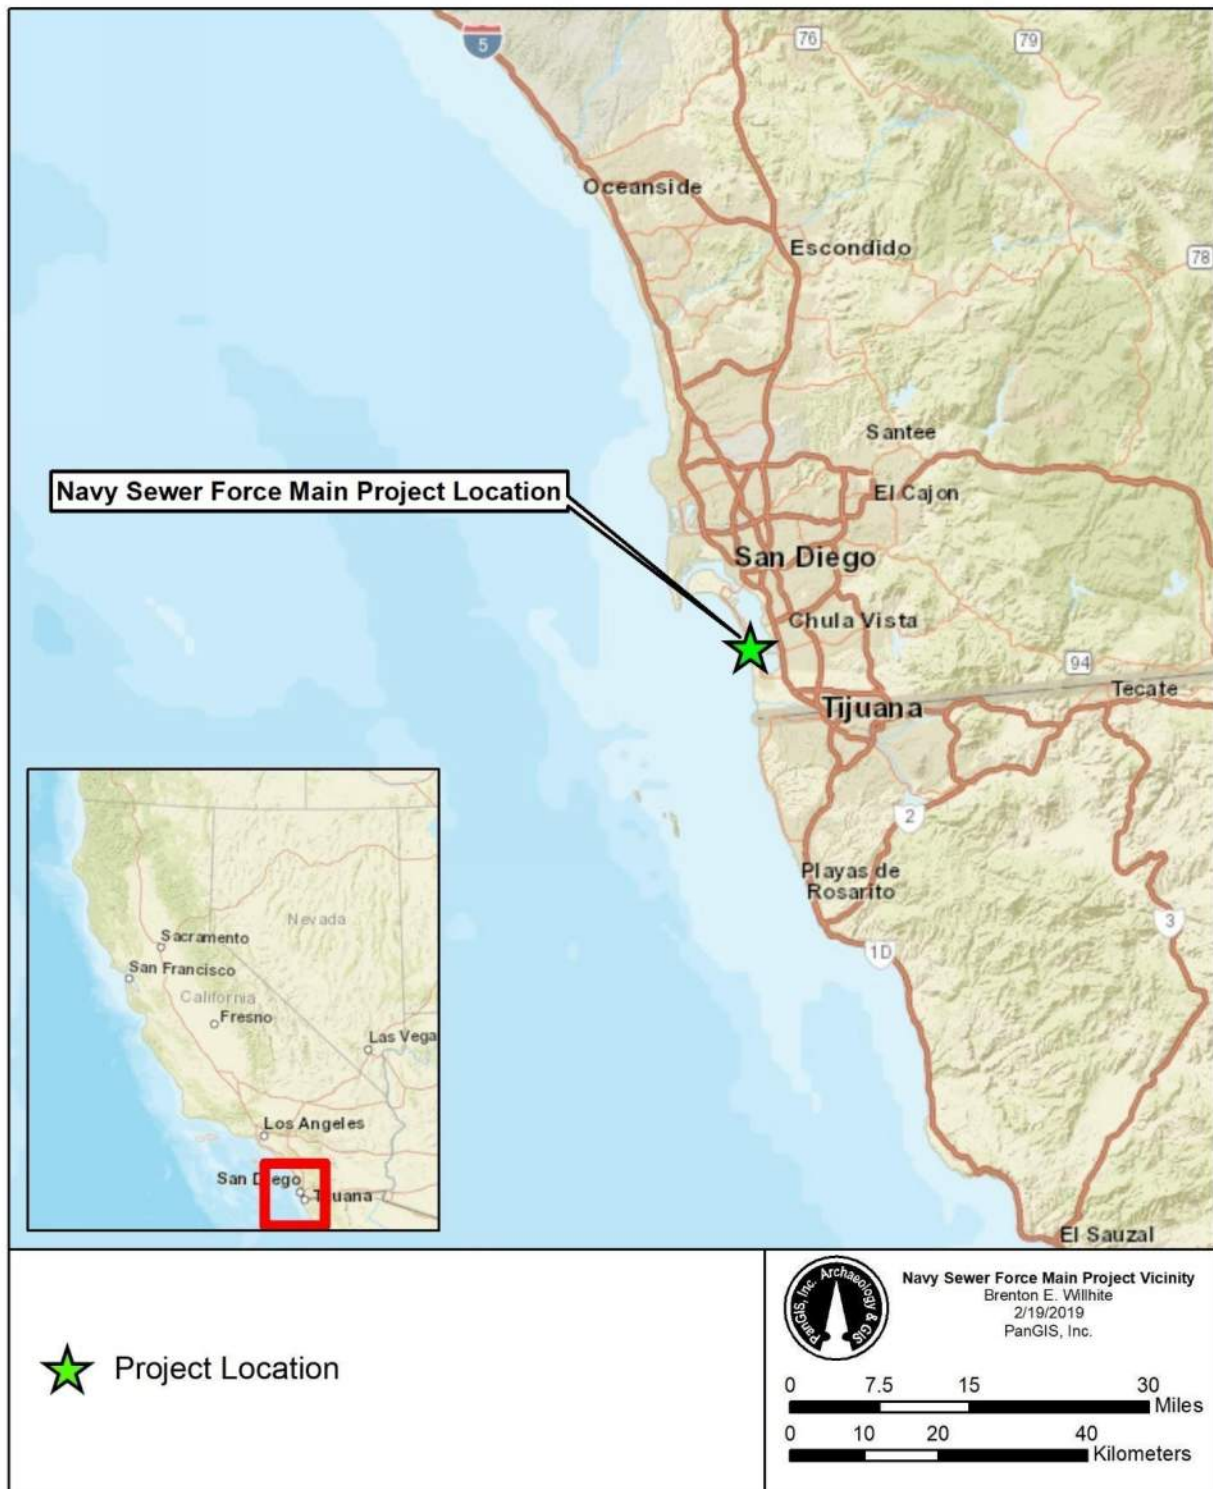 5
76
79
Oceanside
Escondido
78
Santee
Navy Sewer Force Main Project Location
El Cajon
San Diego
Chula Vista
94
Tecate
Tijuana
2
Playas de
Rosarito
3
1D
El Sauzal
Nevada
Sacramento
San Francisco
California
Fresno
Las Vega
Los Angeles
San Diego
Tijuana
Project Location
PanGIS, Inc. Archaeology & GIS
Navy Sewer Force Main Project Vicinity
Brenton E. Willhite
2/19/2019
PanGIS, Inc.
0 7.5 15 30
Miles
0 10 20 40
Kilometers